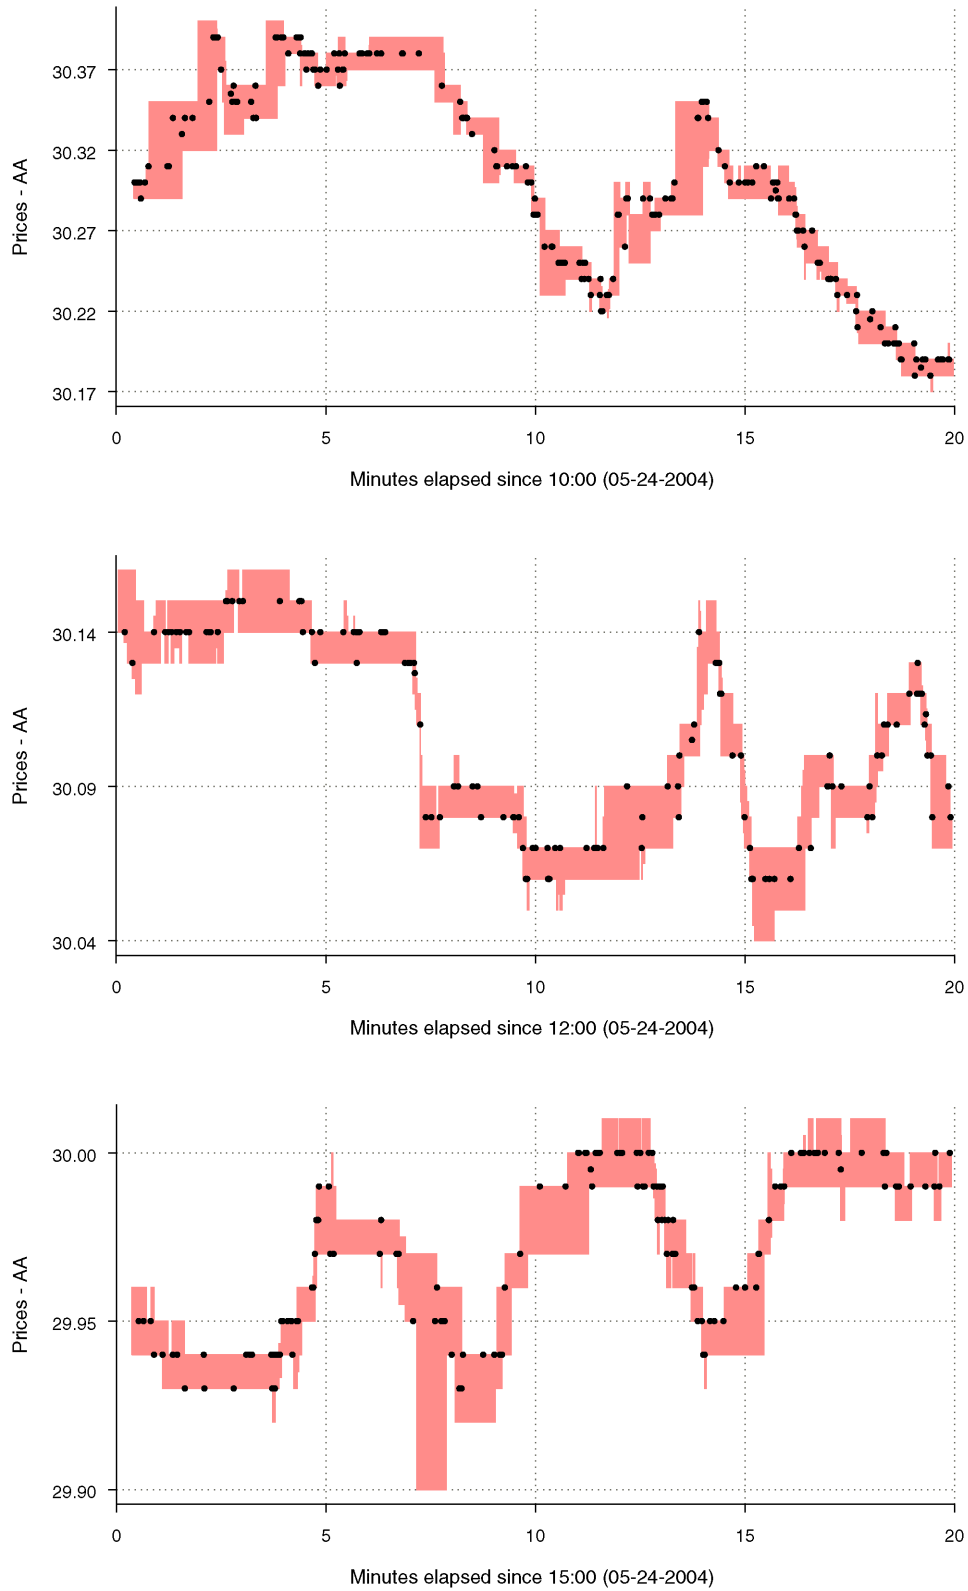 Prices - AA
30.37
30.32
30.27
30.22
30.17
0 5 10 15 20
Minutes elapsed since 10:00 (05-24-2004)
Prices - AA
30.14
30.09
30.04
0 5 10 15 20
Minutes elapsed since 12:00 (05-24-2004)
Prices - AA
30.00
29.95
29.90
0 5 10 15 20
Minutes elapsed since 15:00 (05-24-2004)